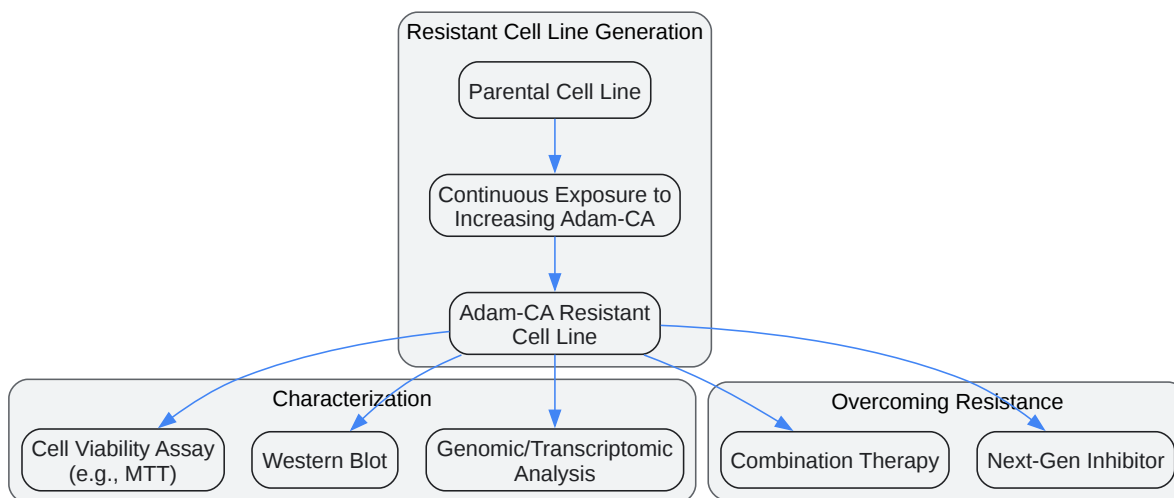 Resistant Cell Line Generation
Parental Cell Line
Continuous Exposure to
Increasing Adam-CA
Adam-CA Resistant
Cell Line
Characterization
Cell Viability Assay
(e.g., MTT)
Western Blot
Genomic/Transcriptomic
Analysis
Overcoming Resistance
Combination Therapy
Next-Gen Inhibitor